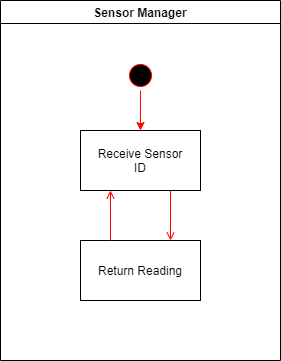 Sensor Manager
Receive Sensor
ID
Return Reading